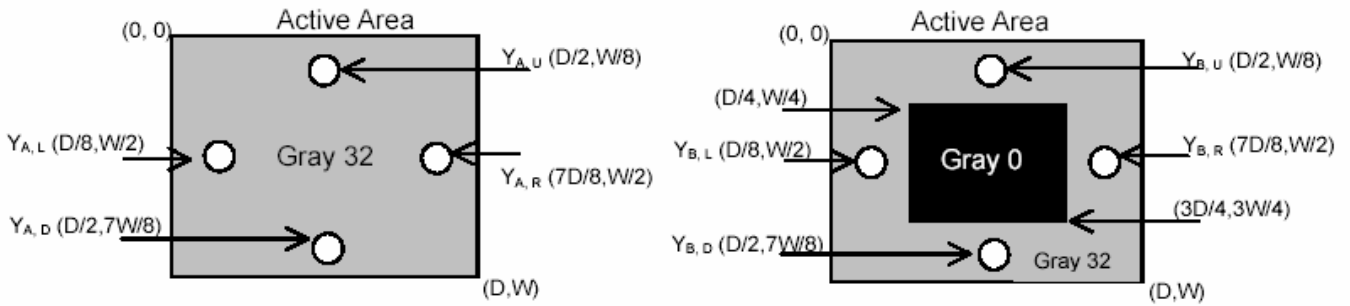 Active Area
(0, 0)
Y_A, U (D/2,W/8)
Y_A, L (D/8,W/2)
Gray 32
Y_A, R (7D/8,W/2)
Y_A, D (D/2,7W/8)
(D,W)
Active Area
(0, 0)
Y_B, U (D/2,W/8)
(D/4,W/4)
Y_B, L (D/8,W/2)
Gray 0
Y_B, R (7D/8,W/2)
(3D/4,3W/4)
Y_B, D (D/2,7W/8)
Gray 32
(D,W)